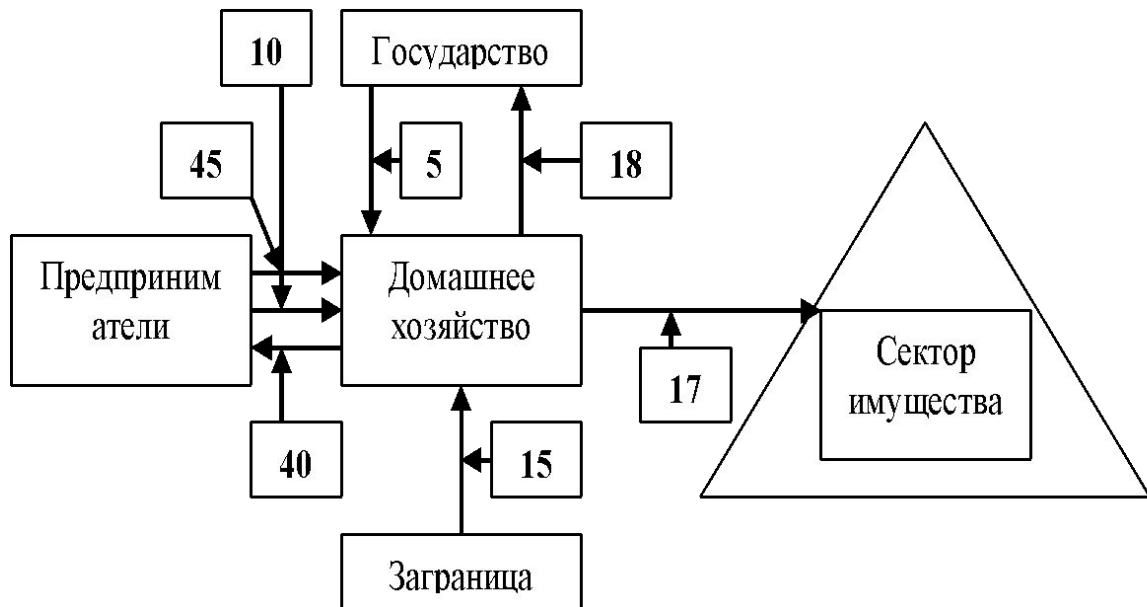 10
Государство
45
5
18
Предприним
атели
Домашнее
хозяйство
17
Сектор
имущества
40
15
Заграница